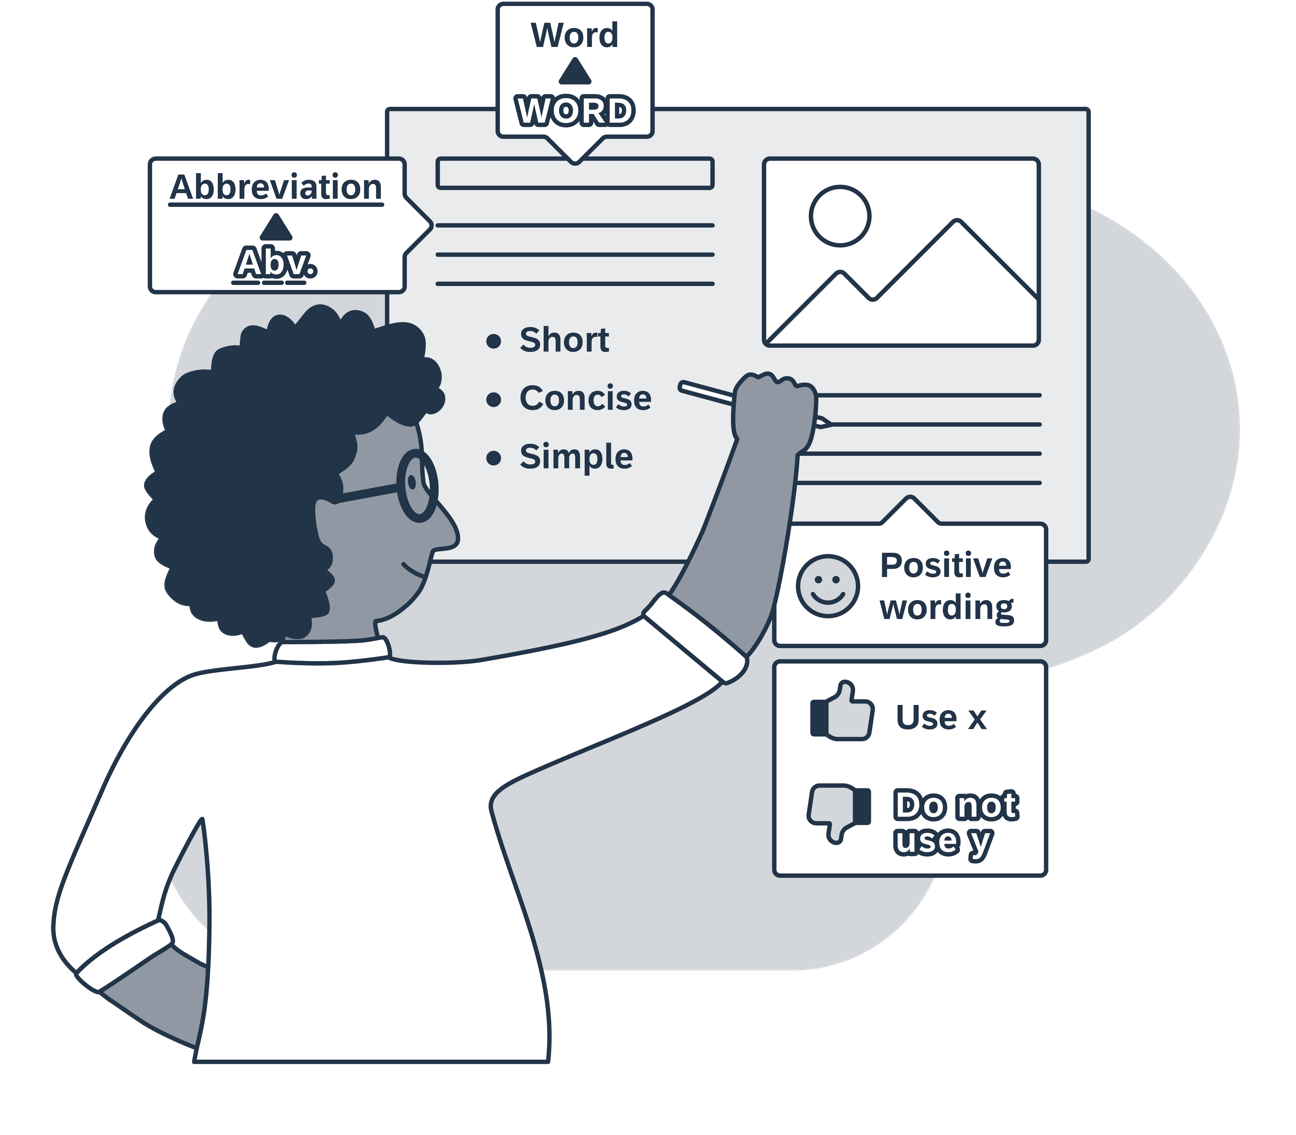 Word
WORD
Abbreviation
Abv.
Short
Concise
Simple
Positive
wording
Use x
Do not
use y